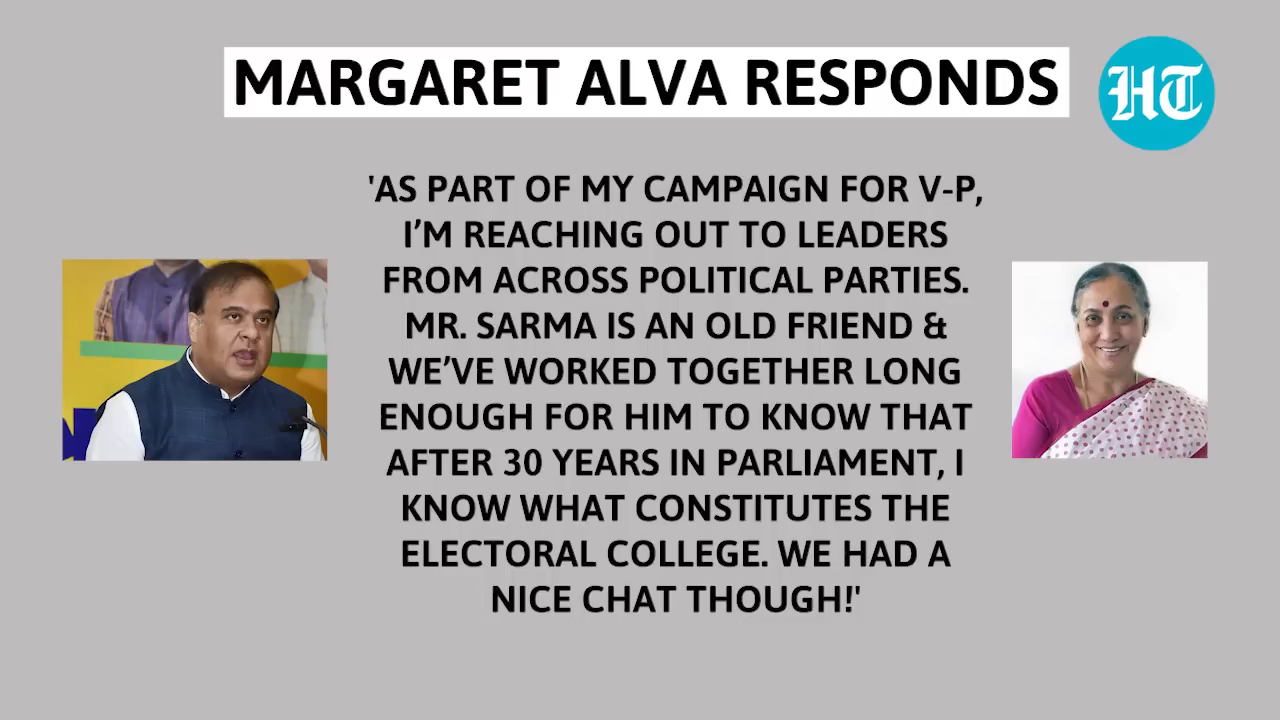 MARGARET ALVA RESPONDS
HT
'AS PART OF MY CAMPAIGN FOR V-P,
I’M REACHING OUT TO LEADERS
FROM ACROSS POLITICAL PARTIES.
MR. SARMA IS AN OLD FRIEND &
WE’VE WORKED TOGETHER LONG
ENOUGH FOR HIM TO KNOW THAT
AFTER 30 YEARS IN PARLIAMENT, I
KNOW WHAT CONSTITUTES THE
ELECTORAL COLLEGE. WE HAD A
NICE CHAT THOUGH!'